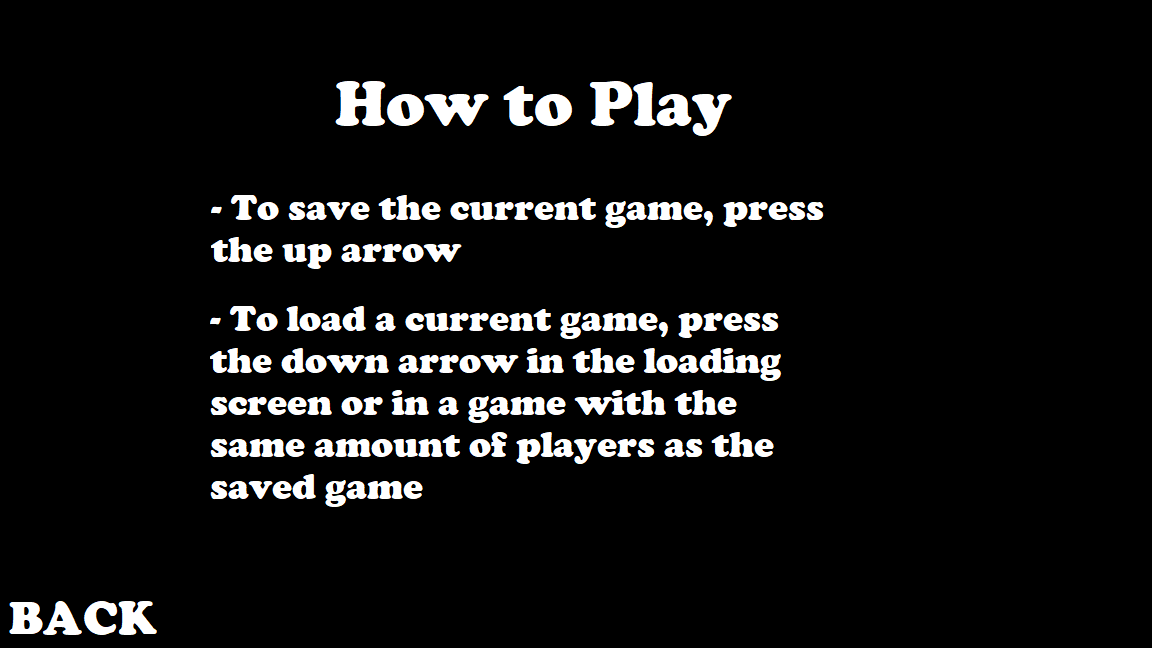 How to Play
- To save the current game, press
the up arrow
- To load a current game, press
the down arrow in the loading
screen or in a game with the
same amount of players as the
saved game
BACK